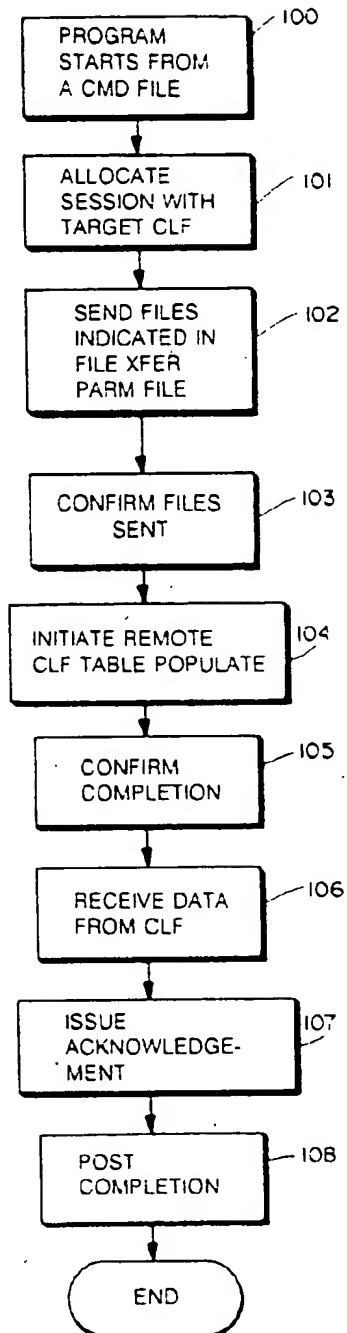 100
PROGRAM
STARTS FROM
A CMD FILE
101
ALLOCATE
SESSION WITH
TARGET CLF
102
SEND FILES
INDICATED IN
FILE XFER
PARM FILE
103
CONFIRM FILES
SENT
104
INITIATE REMOTE
CLF TABLE POPULATE
105
CONFIRM
COMPLETION
106
RECEIVE DATA
FROM CLF
107
ISSUE
ACKNOWLEDGE-
MENT
108
POST
COMPLETION
END